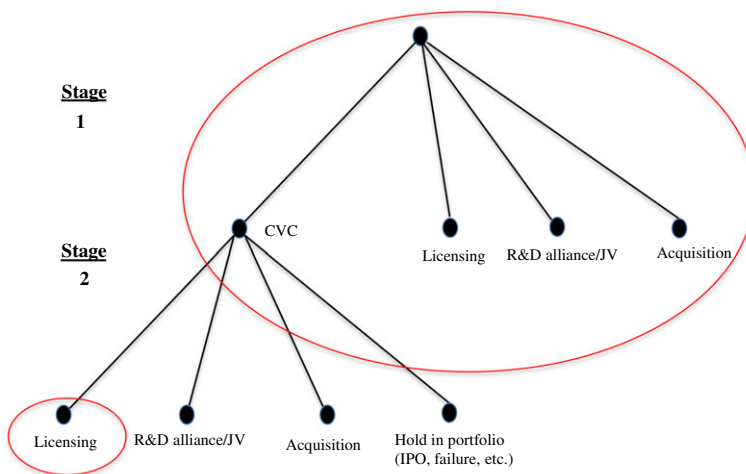 Stage
1
CVC
Licensing
R&D alliance/JV
Acquisition
Stage
2
Licensing
R&D alliance/JV
Acquisition
Hold in portfolio
(IPO, failure, etc.)